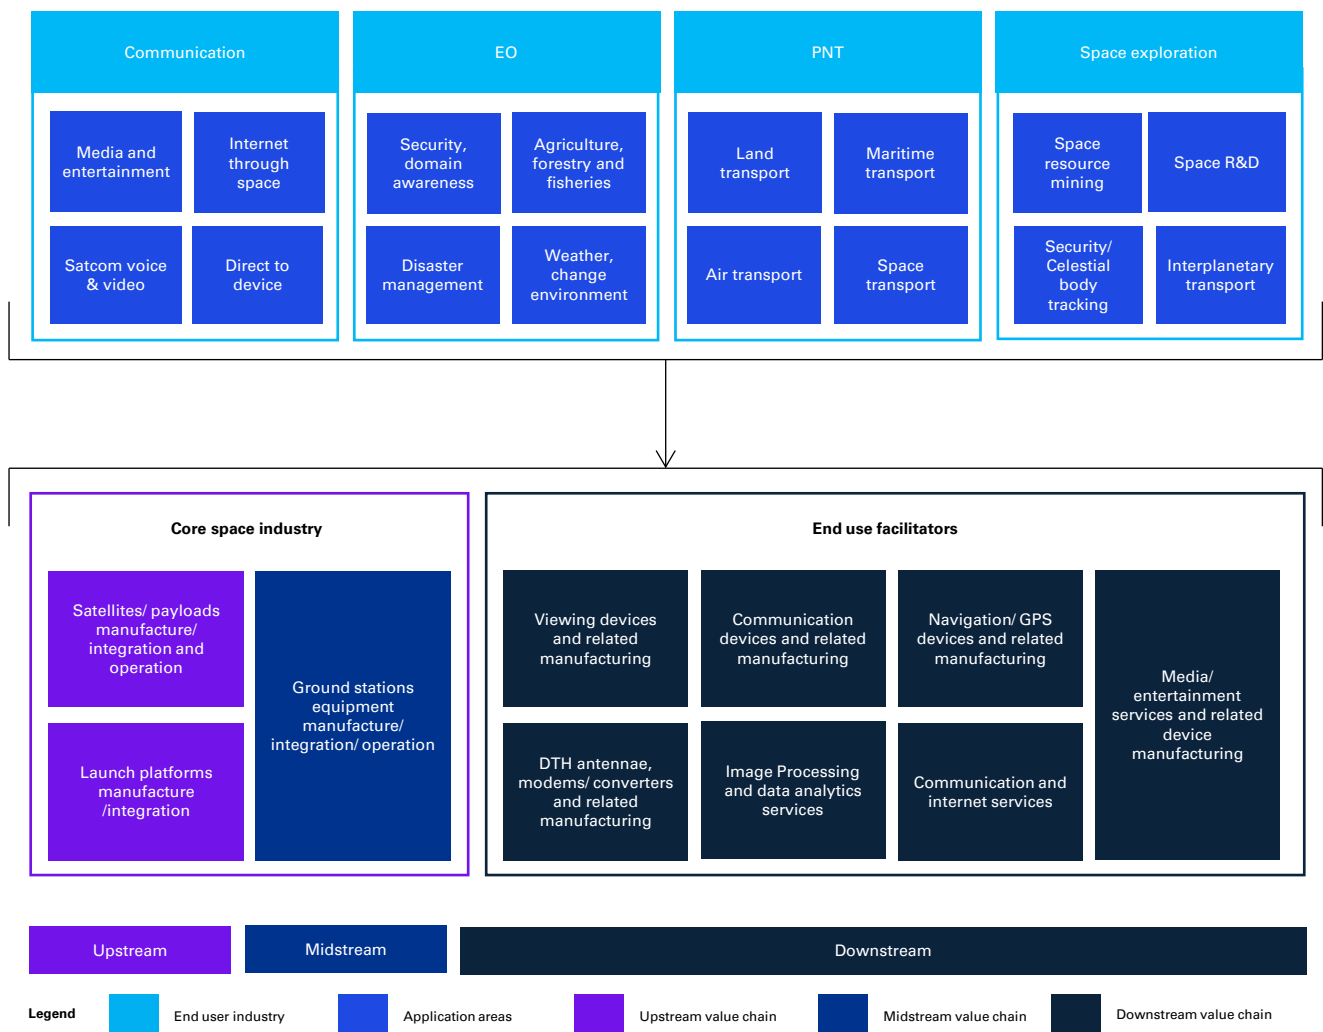 Communication
EO
PNT
Space exploration
Media and
entertainment
Internet
through
space
Satcom voice
& video
Direct to
device
Security,
domain
awareness
Agriculture,
forestry and
fisheries
Disaster
management
Weather,
change
environment
Land
transport
Maritime
transport
Air transport
Space
transport
Space
resource
mining
Space R&D
Security/
Celestial
body
tracking
Interplanetary
transport
Core space industry
Satellites/ payloads
manufacture/
integration and
operation
Launch platforms
manufacture
/integration
Ground stations
equipment
manufacture/
integration/ operation
End use facilitators
Viewing devices
and related
manufacturing
Communication
devices and related
manufacturing
Navigation/ GPS
devices and related
manufacturing
DTH antennae,
modems/ converters
and related
manufacturing
Image Processing
and data analytics
services
Communication and
internet services
Media/
entertainment
services and related
device
manufacturing
Upstream
Midstream
Downstream
Legend
End user industry
Application areas
Upstream value chain
Midstream value chain
Downstream value chain